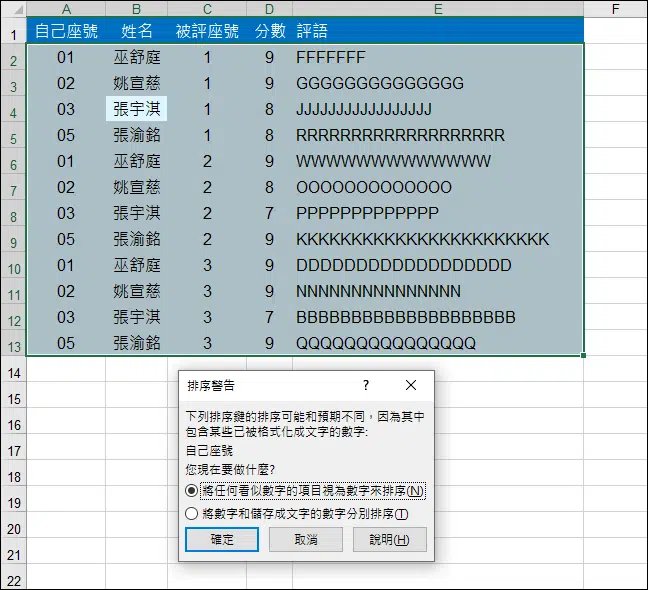 A B C D E F
1 自己座號 姓名 被評座號 分數 評語
2 01 巫舒庭 1 9 FFFFFFF
3 02 姚宣慈 1 9 GGGGGGGGGGGGGG
4 03 張宇淇 1 8 JJJJJJJJJJJJJJJJJ
5 05 張渝銘 1 8 RRRRRRRRRRRRRRRRRRR
6 01 巫舒庭 2 9 WWWWWWWWWWWWWW
7 02 姚宣慈 2 8 OOOOOOOOOOOOO
8 03 張宇淇 2 7 PPPPPPPPPPPPP
9 05 張渝銘 2 9 KKKKKKKKKKKKKKKKKKKKKKK
10 01 巫舒庭 3 9 DDDDDDDDDDDDDDDDDD
11 02 姚宣慈 3 9 NNNNNNNNNNNNNNN
12 03 張宇淇 3 7 BBBBBBBBBBBBBBBBBBBB
13 05 張渝銘 3 9 QQQQQQQQQQQQQQQ
14
15
16
17
18
19
20
21
22
排序警告 ?
下列排序鍵的排序可能和預期不同，因為其中
包含某些已被格式化成文字的數字:
自己座號
您現在要做什麼?
將任何看似數字的項目視為數字來排序(N)
將數字和儲存成文字的數字分別排序(T)
確定 取消 說明(H)